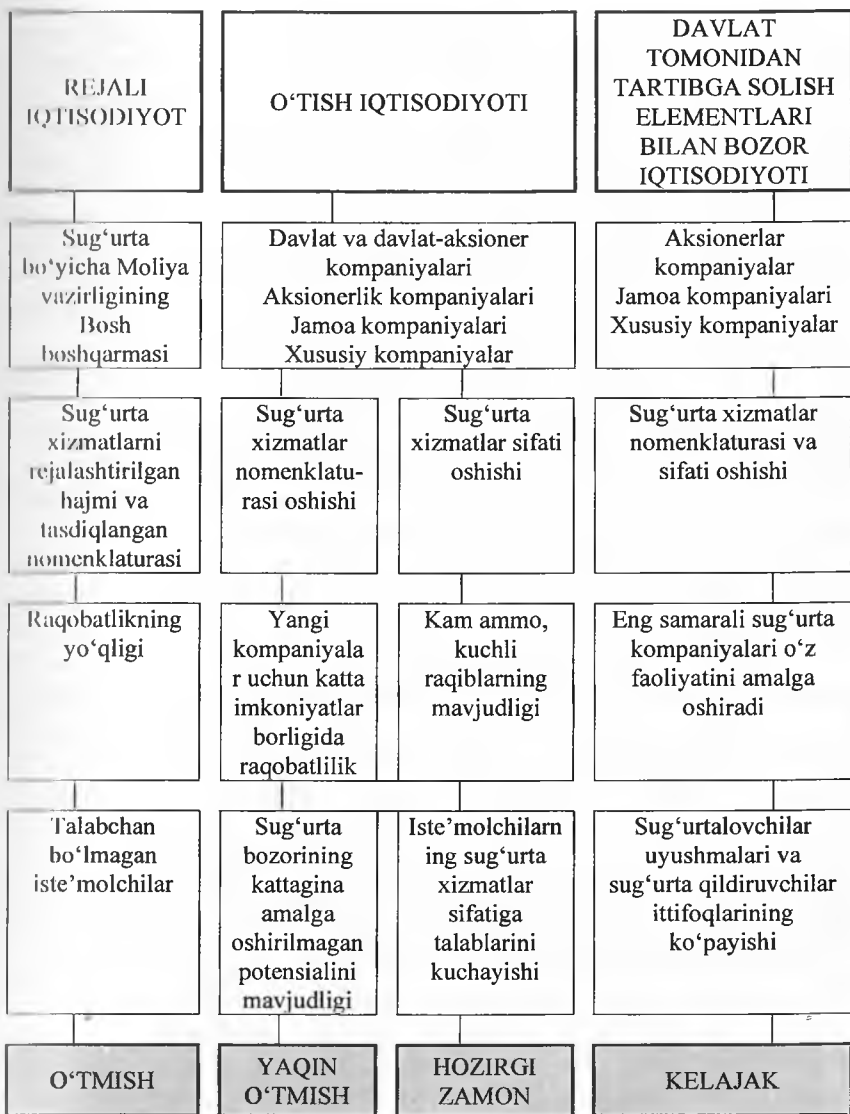 REJALI
IQTISODIYOT
O‘TISH IQTISODIYOTI
DAVLAT
TOMONIDAN
TARTIBGA SOLISH
ELEMENTLARI
BILAN BOZOR
IQTISODIYOTI
Sug‘urta
bo‘yicha Moliya
vazirligining
Bosh
boshqarmasi
Davlat va davlat-aksioner
kompaniyalari
Aksionerlik kompaniyalari
Jamoa kompaniyalari
Xususiy kompaniyalar
Aksionerlar
kompaniyalar
Jamoa kompaniyalari
Xususiy kompaniyalar
Sug‘urta
xizmatlarni
rejalashtirilgan
hajmi va
tasdiqlangan
nomenklaturasi
Sug‘urta
xizmatlar
nomenklatu-
rasi oshishi
Sug‘urta
xizmatlar sifati
oshishi
Sug‘urta xizmatlar
nomenklaturasi va
sifati oshishi
Raqobatlikning
yo‘qligi
Yangi
kompaniyala
r uchun katta
imkoniyatlar
borligida
raqobatlilik
Kam ammo,
kuchli
raqiblarning
mavjudligi
Eng samarali sug‘urta
kompaniyalari o‘z
faoliyatini amalga
oshiradi
Talabchan
bo‘lmagan
iste’molchilar
Sug‘urta
bozorining
kattagina
amalga
oshirilmagan
potensialini
mavjudligi
Iste’molchilarn
ing sug‘urta
xizmatlar
sifatiga
talablarini
kuchayishi
Sug‘urtalovchilar
uyushmalari va
sug‘urta qildiruvchilar
ittifoqlarining
ko‘payishi
O‘TMISH
YAQIN
O‘TMISH
HOZIRGI
ZAMON
KELAJAK